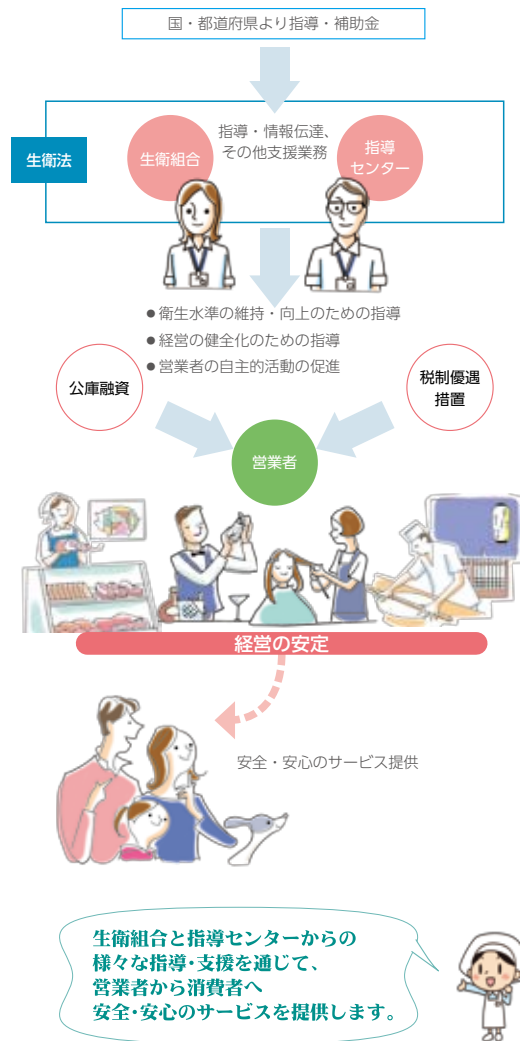 国・都道府県より指導・補助金
生衛法
生衛組合
指導・情報伝達、
その他支援業務
指導
センター
●衛生水準の維持・向上のための指導
●経営の健全化のための指導
●営業者の自主的活動の促進
公庫融資
税制優遇
措置
営業者
経営の安定
安全・安心のサービス提供
生衛組合と指導センターからの
様々な指導・支援を通じて、
営業者から消費者へ
安全・安心のサービスを提供します。